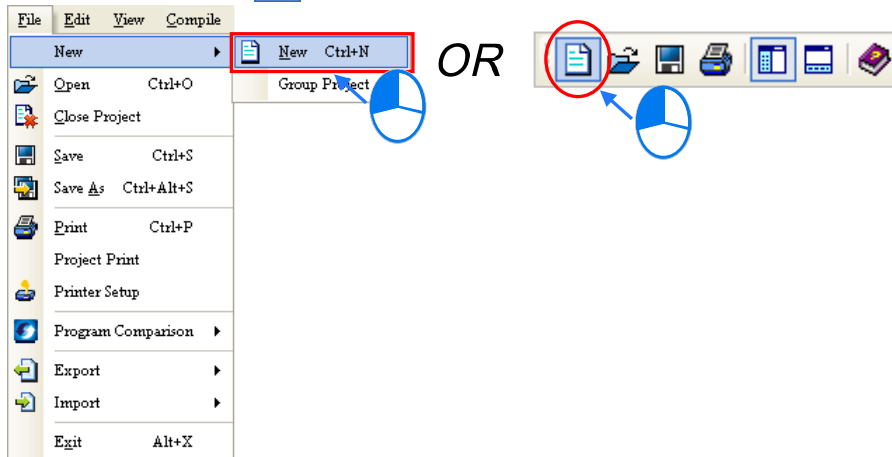 File Edit View Compile
New
New Ctrl+N
OR
Open Ctrl+O
Group Project
Close Project
Save Ctrl+S
Save As Ctrl+Alt+S
Print Ctrl+P
Project Print
Printer Setup
Program Comparison
Export
Import
Exit Alt+X